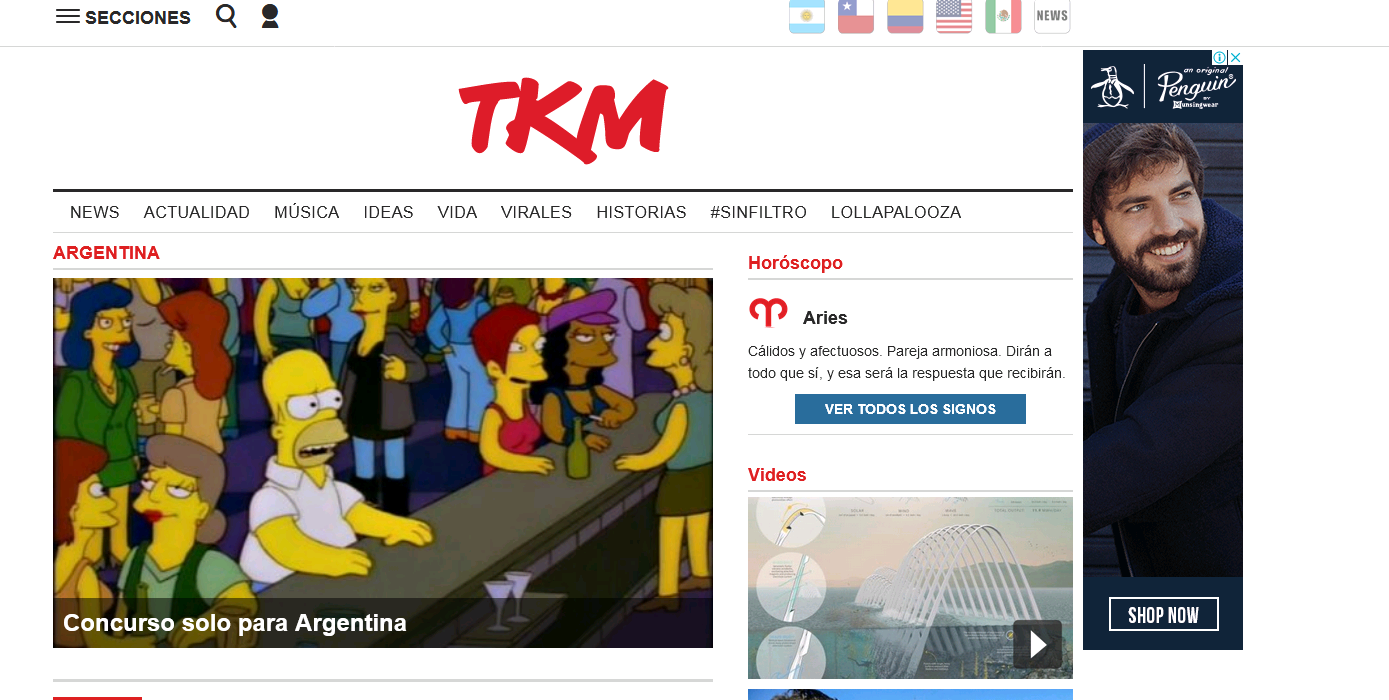 SECCIONES
NEWS
TKM
NEWS ACTUALIDAD MÚSICA IDEAS VIDA VIRALES HISTORIAS #SINFILTRO LOLLAPALOOZA
ARGENTINA
Concurso solo para Argentina
Horóscopo
Aries
Cálidos y afectuosos. Pareja armoniosa. Dirán a
todo que sí, y esa será la respuesta que recibirán.
VER TODOS LOS SIGNOS
Videos
an original
Penguin
BY
Munsingwear
SHOP NOW